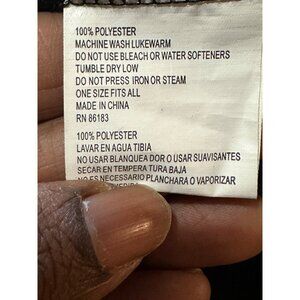 100% POLYESTER
MACHINE WASH LUKEWARM
DO NOT USE BLEACH OR WATER SOFTENERS
TUMBLE DRY LOW
DO NOT PRESS IRON OR STEAM
ONE SIZE FITS ALL
MADE IN CHINA
RN 86183
100% POLYESTER
LAVAR EN AGUA TIBIA
NO USAR BLANQUEA DOR O USAR SUAVISANTES
SECAR EN TEMPERA TURA BAJA
NO ES NECESSARIO PLANCHARA O VAPORIZAR